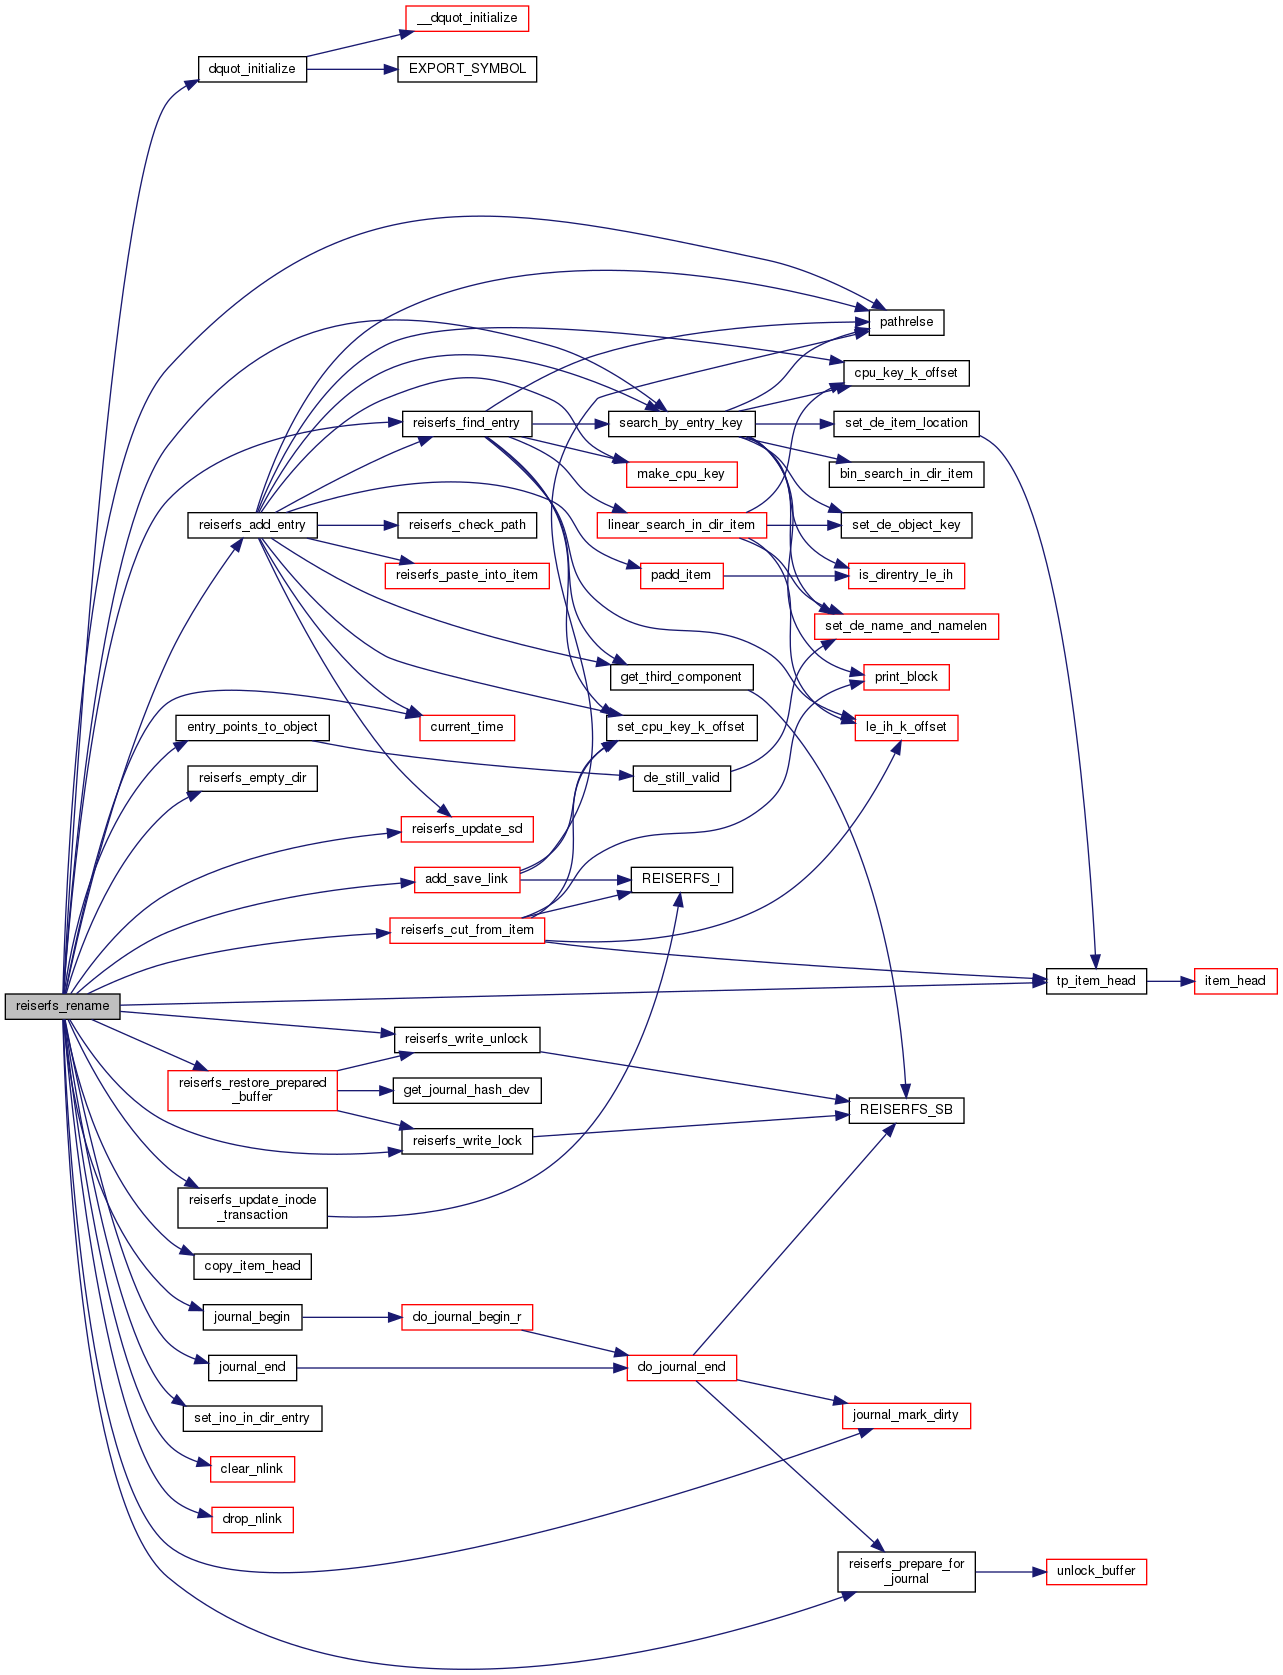 __dquot_initialize
dquot_initialize
EXPORT_SYMBOL
pathrelse
cpu_key_k_offset
reiserfs_find_entry
search_by_entry_key
set_de_item_location
make_cpu_key
bin_search_in_dir_item
reiserfs_add_entry
reiserfs_check_path
linear_search_in_dir_item
set_de_object_key
reiserfs_paste_into_item
padd_item
is_direntry_le_ih
set_de_name_and_namelen
get_third_component
print_block
entry_points_to_object
current_time
set_cpu_key_k_offset
le_ih_k_offset
reiserfs_empty_dir
de_still_valid
reiserfs_update_sd
add_save_link
REISERFS_I
reiserfs_cut_from_item
tp_item_head
item_head
reiserfs_rename
reiserfs_write_unlock
reiserfs_restore_prepared
_buffer
get_journal_hash_dev
REISERFS_SB
reiserfs_write_lock
reiserfs_update_inode
_transaction
copy_item_head
journal_begin
do_journal_begin_r
journal_end
do_journal_end
set_ino_in_dir_entry
journal_mark_dirty
clear_nlink
drop_nlink
reiserfs_prepare_for
_journal
unlock_buffer